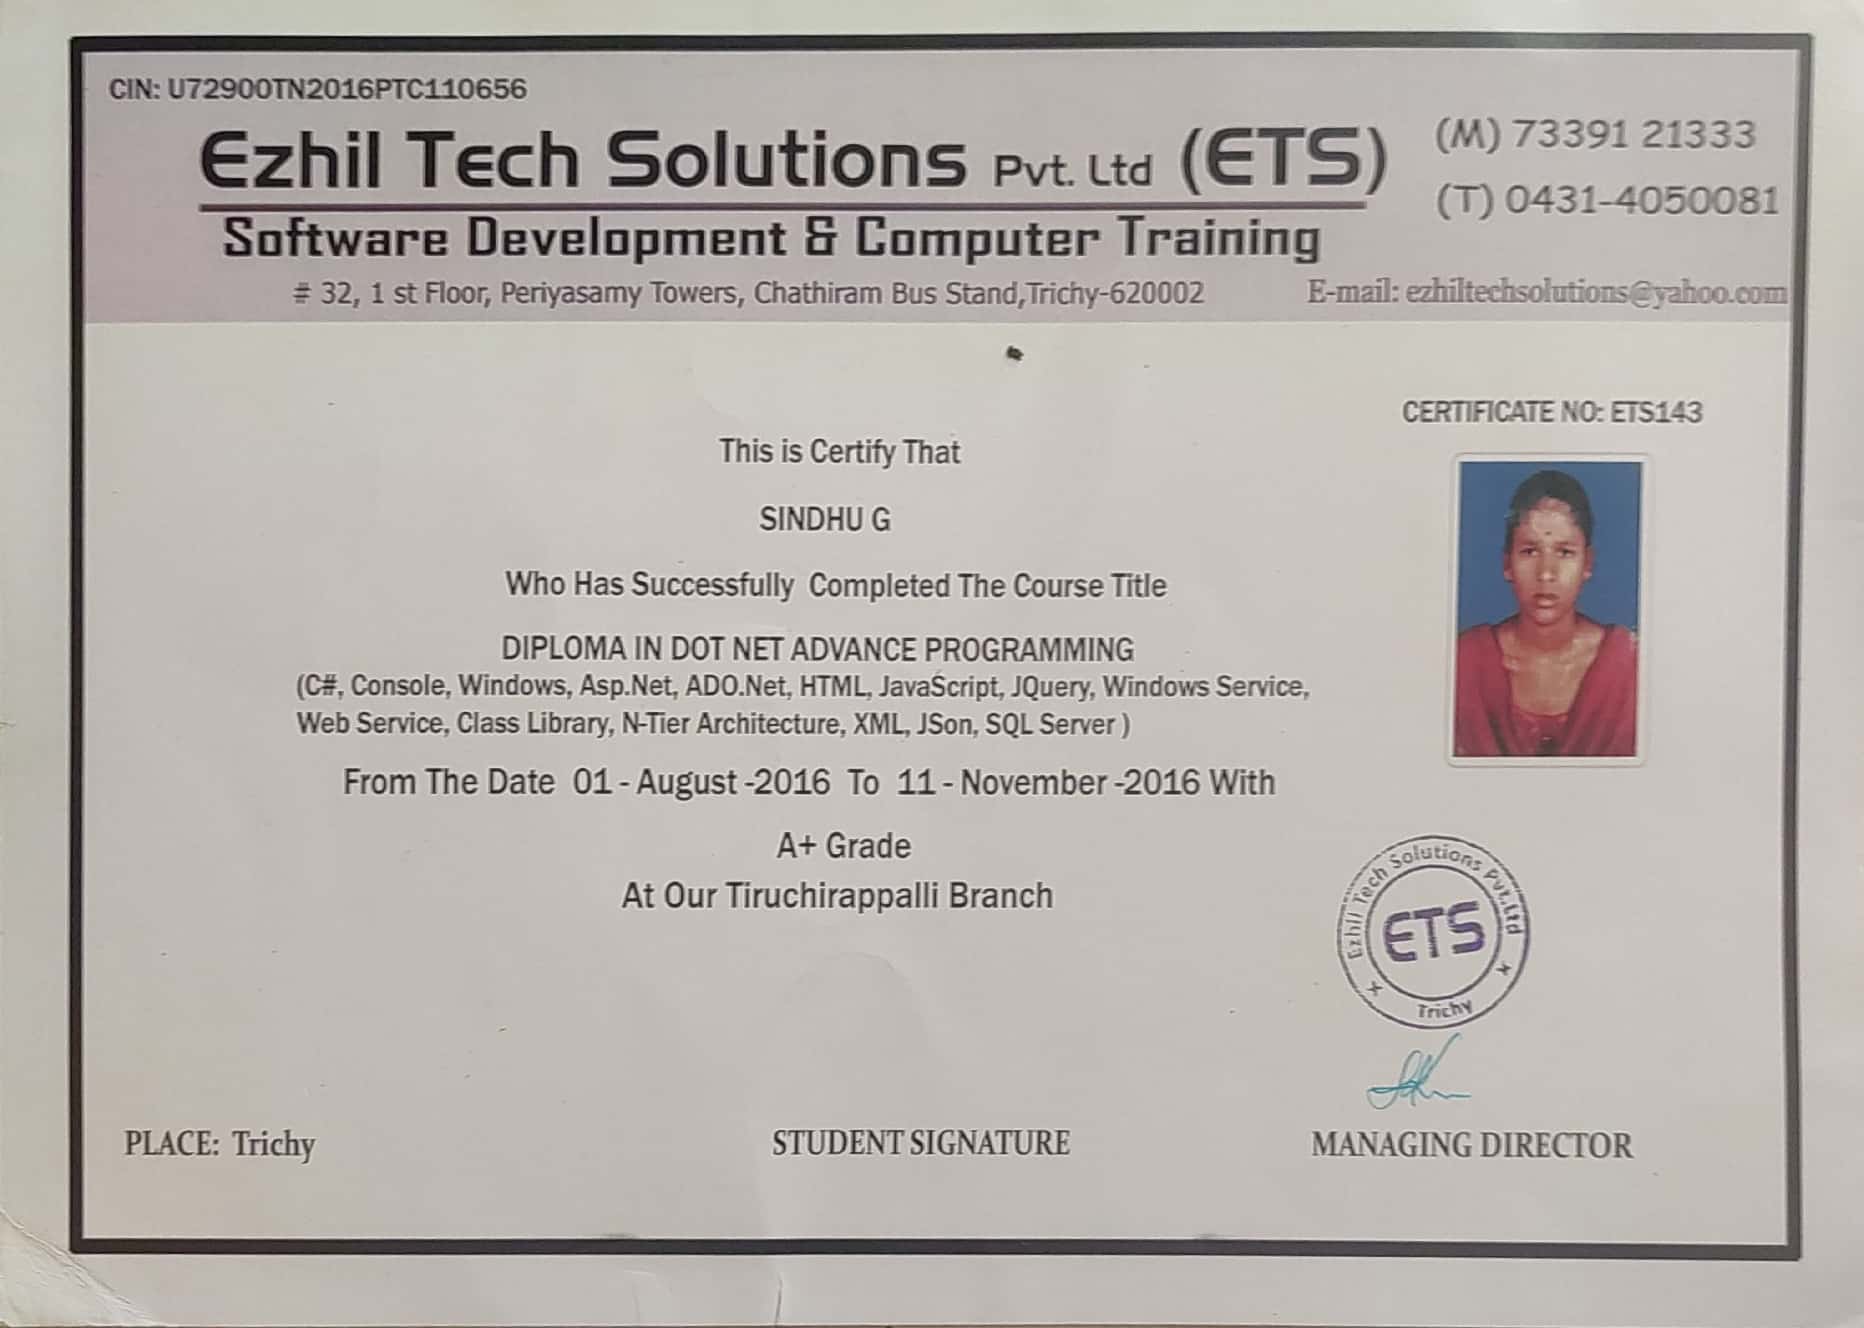 CIN: U72900TN2016PTC110656
Ezhil Tech Solutions Pvt. Ltd (ETS)
(M) 73391 21333
(T) 0431-4050081
Software Development & Computer Training
# 32, 1 st Floor, Periyasamy Towers, Chathiram Bus Stand,Trichy-620002
E-mail: ezhiltechsolutions@yahoo.com
CERTIFICATE NO: ETS143
This is Certify That
SINDHU G
Who Has Successfully Completed The Course Title
DIPLOMA IN DOT NET ADVANCE PROGRAMMING
(C#, Console, Windows, Asp.Net, ADO.Net, HTML, JavaScript, JQuery, Windows Service,
Web Service, Class Library, N-Tier Architecture, XML, JSon, SQL Server )
From The Date 01 - August -2016 To 11 - November -2016 With
A+ Grade
At Our Tiruchirappalli Branch
Ezhil Tech Solutions Pvt.Ltd
ETS
Trichy
PLACE: Trichy
STUDENT SIGNATURE
MANAGING DIRECTOR